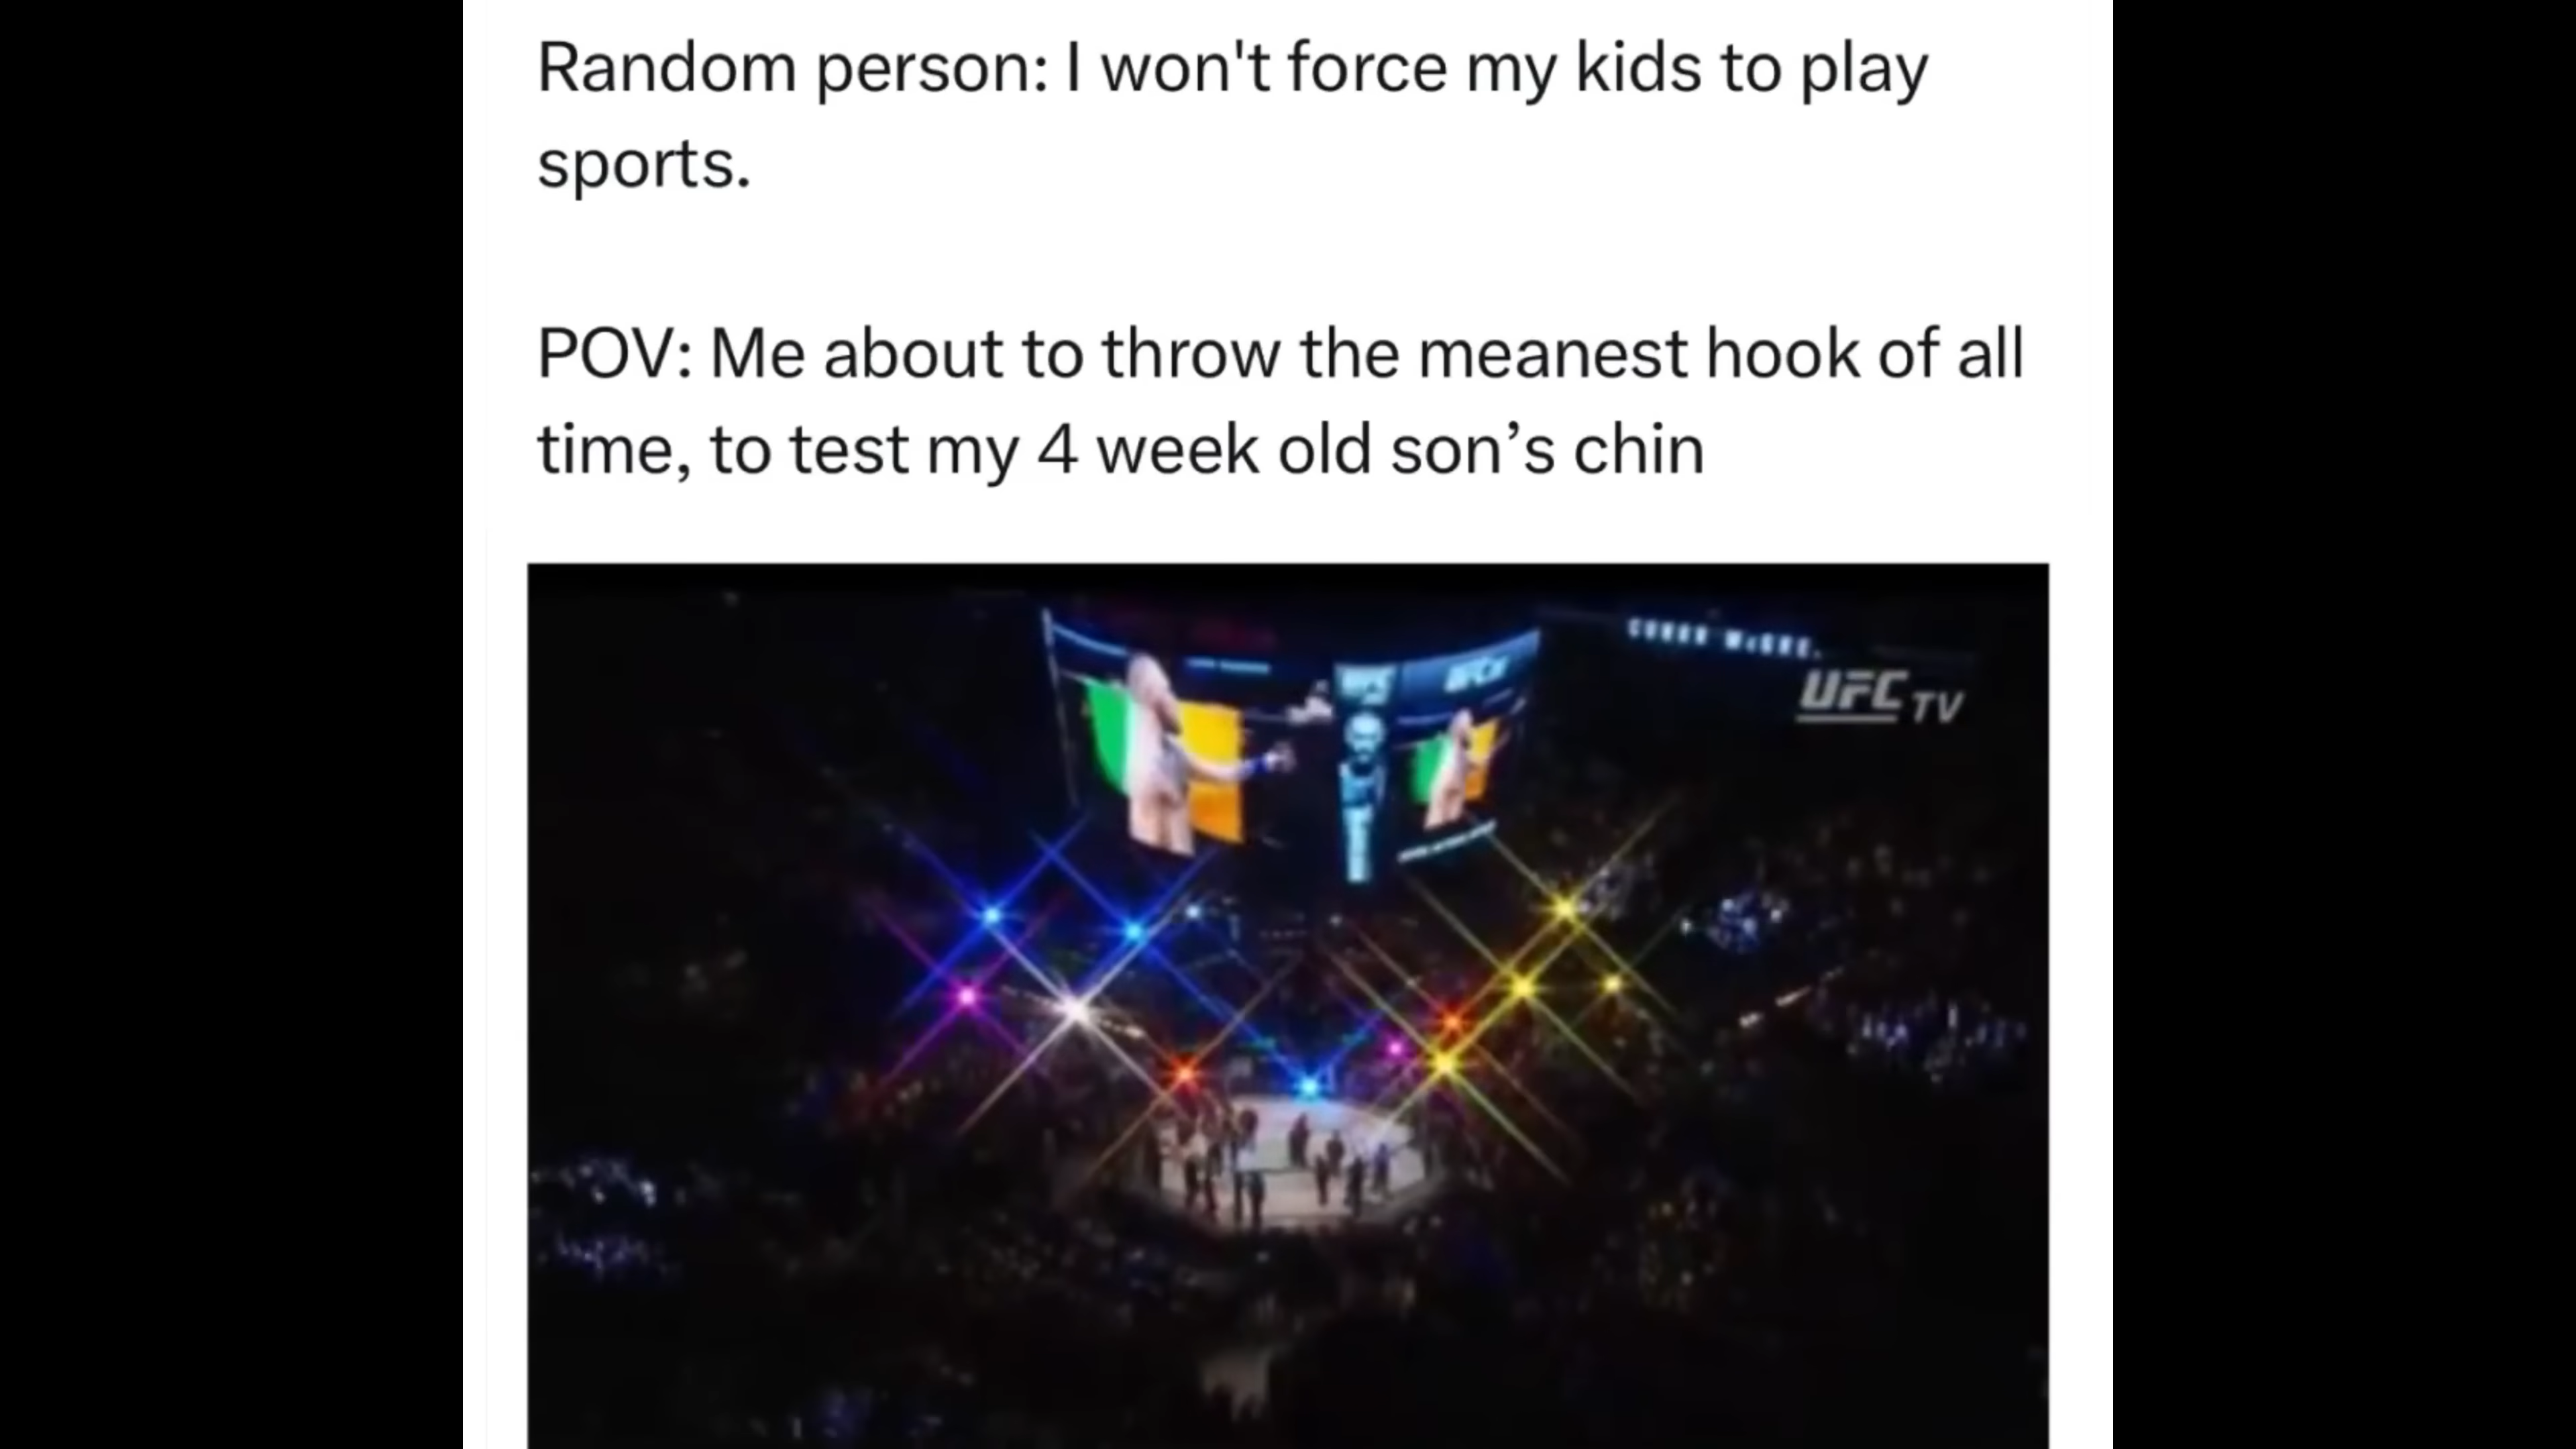 Random person: I won't force my kids to play
sports.
POV: Me about to throw the meanest hook of all
time, to test my 4 week old son’s chin
UFC TV